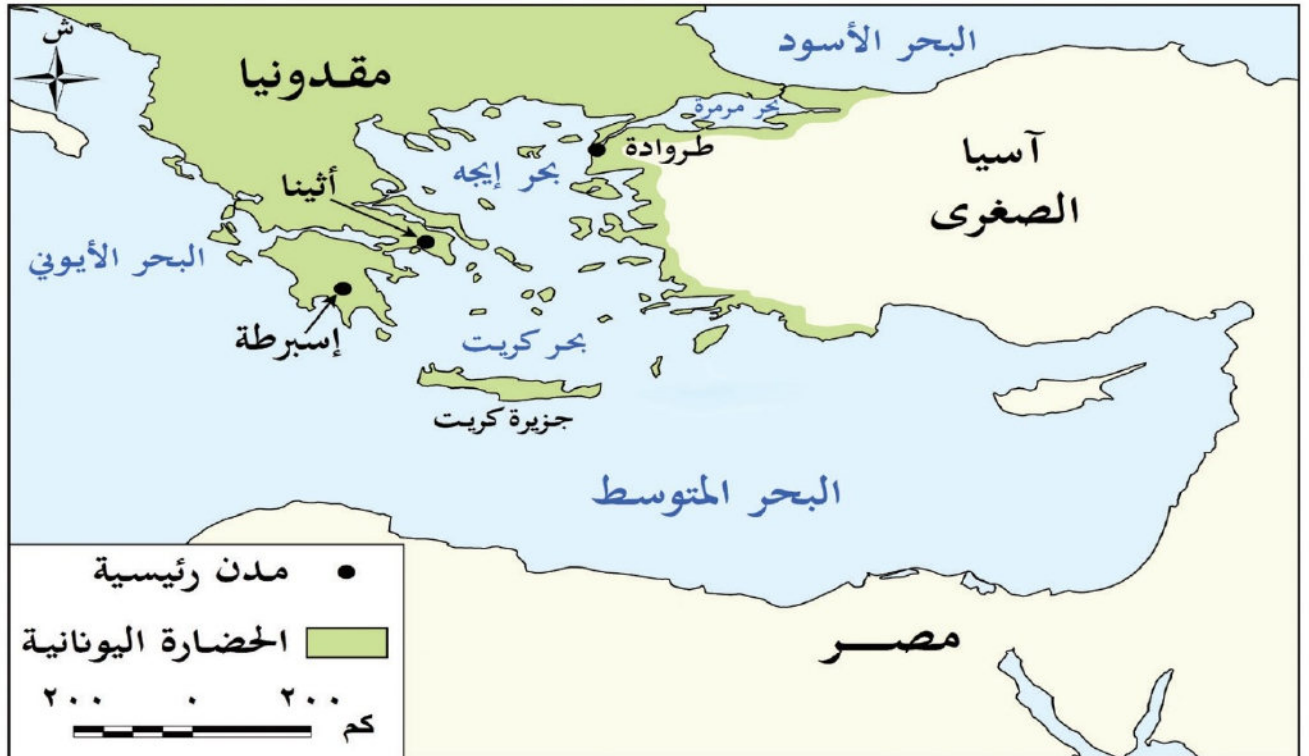 ش
البحر الأسود
مقدونيا
بحر مرمرة
طروادة
آسيا
الصغرى
بحر إيجه
أثينا
البحر الأيوني
إسبرطة
بحر كريت
جزيرة كريت
البحر المتوسط
مصر
مدن رئيسية
الحضارة اليونانية
٢٠٠ ٠ ٢٠٠
كم